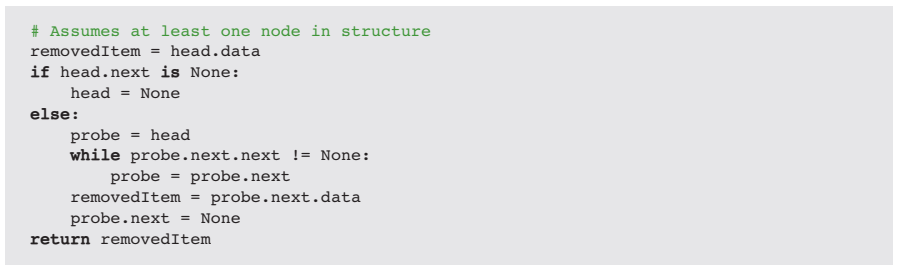 # Assumes at least one node in structure
removedItem = head.data
if head.next is None:
    head = None
else:
    probe = head
    while probe.next.next != None:
        probe = probe.next
    removedItem = probe.next.data
    probe.next = None
return removedItem